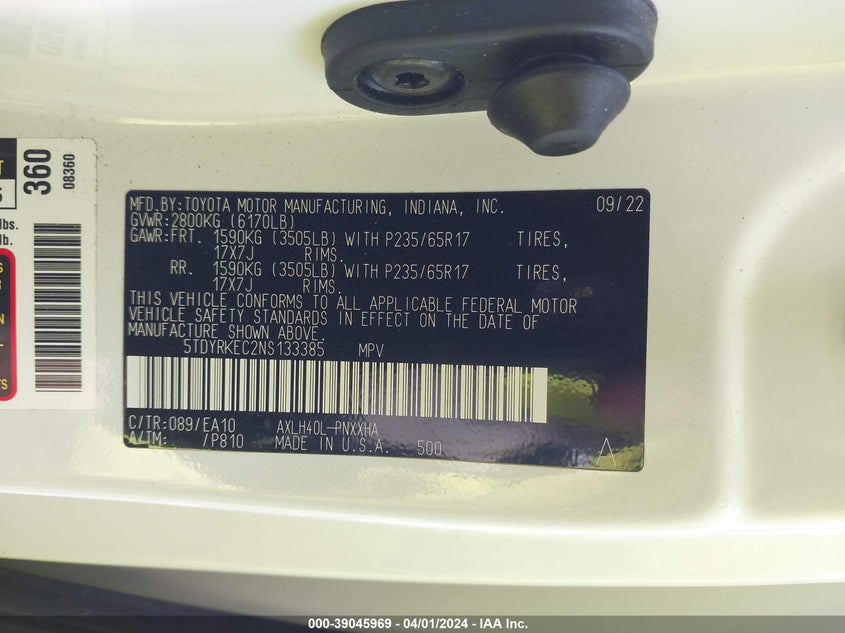 MFD.BY:TOYOTA MOTOR MANUFACTURING, INDIANA, INC. 09/22
GVWR:2800KG (6170LB)
GAWR:FRT. 1590KG (3505LB) WITH P235/65R17 TIRES,
17X7J RIMS.
RR. 1590KG (3505LB) WITH P235/65R17 TIRES,
17X7J RIMS.
THIS VEHICLE CONFORMS TO ALL APPLICABLE FEDERAL MOTOR
VEHICLE SAFETY STANDARDS IN EFFECT ON THE DATE OF
MANUFACTURE SHOWN ABOVE.
5TDYRKEC2NS133385 MPV
C/TR:089/EA10 AXLH40L-PNXXHA
A/TM: /P810 MADE IN U.S.A. 500 A
360
08360
lbs.
lb.
000-39045969 | 04/01/2024 - IAA Inc.